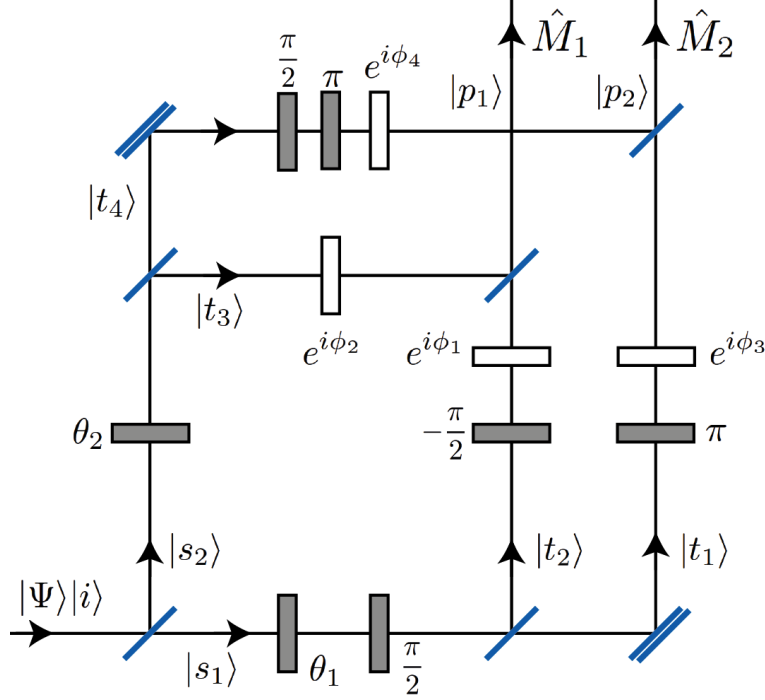 π/2 π e^{iϕ₄} |p₁⟩ M̂₁ |p₂⟩ M̂₂
|t₄⟩
|t₃⟩ e^{iϕ₂} e^{iϕ₁} e^{iϕ₃}
θ₂ −π/2 π
|s₂⟩ |t₂⟩ |t₁⟩
|Ψ⟩|i⟩
|s₁⟩ θ₁ π/2